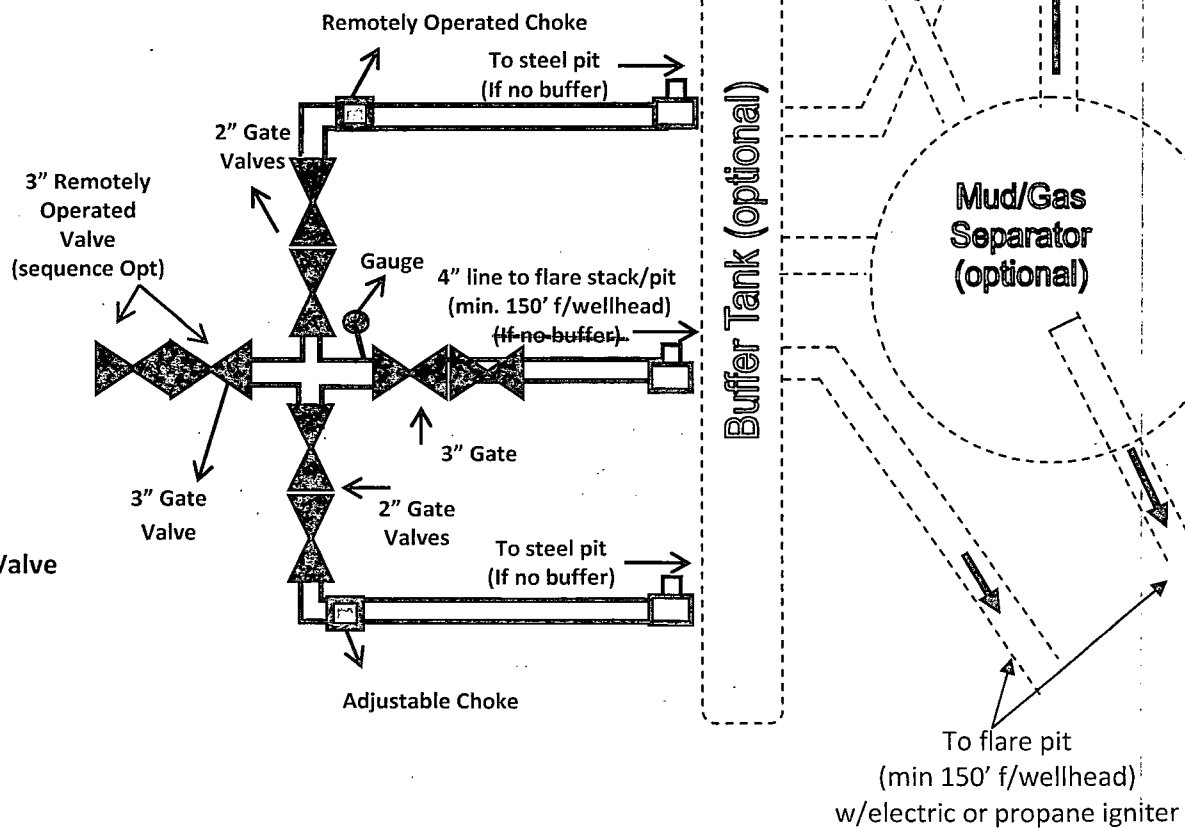 Remotely Operated Choke
To steel pit
(If no buffer)
2” Gate
Valves
3” Remotely
Operated
Valve
(sequence Opt)
Gauge
4” line to flare stack/pit
(min. 150’ f/wellhead)
(If no buffer)
Buffer Tank (optional)
Mud/Gas
Separator
(optional)
3” Gate
3” Gate
Valve
2” Gate
Valves
Valve
To steel pit
(If no buffer)
Adjustable Choke
To flare pit
(min 150’ f/wellhead)
w/electric or propane igniter